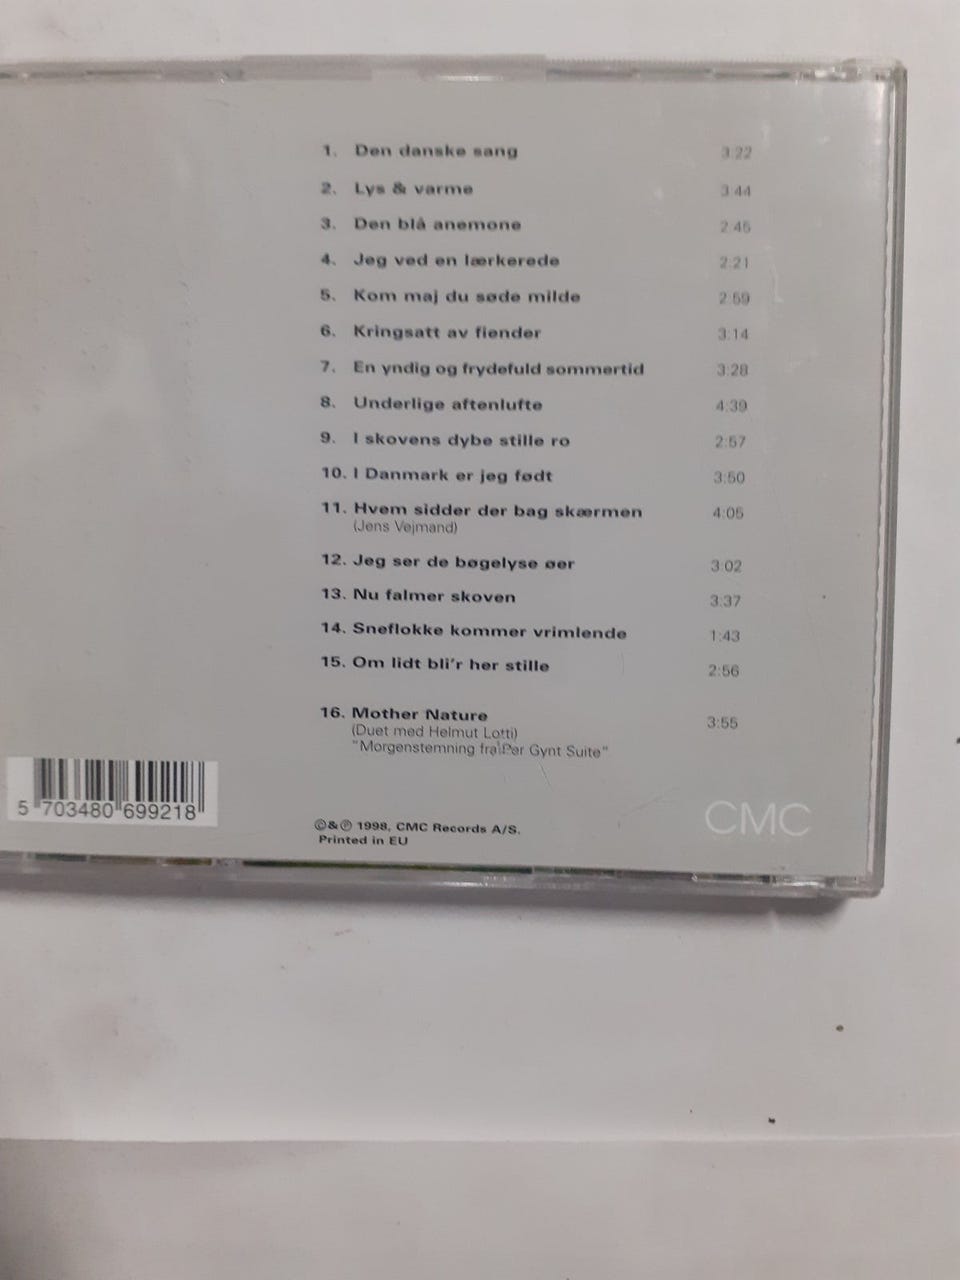 1. Den danske sang 3:22
2. Lys & varme 3:44
3. Den blå anemone 2:45
4. Jeg ved en lærkerede 2:21
5. Kom maj du søde milde 2:59
6. Kringsatt av fiender 3:14
7. En yndig og frydefuld sommertid 3:28
8. Underlige aftenlufte 4:39
9. I skovens dybe stille ro 2:57
10. I Danmark er jeg født 3:50
11. Hvem sidder der bag skærmen 4:05
(Jens Vejmand)
12. Jeg ser de bøgelyse øer 3:02
13. Nu falmer skoven 3:37
14. Sneflokke kommer vrimlende 1:43
15. Om lidt bli'r her stille 2:56
16. Mother Nature 3:55
(Duet med Helmut Lotti)
"Morgenstemning fra Per Gynt Suite"
5 703480 699218
©&℗ 1998, CMC Records A/S.
Printed in EU
CMC